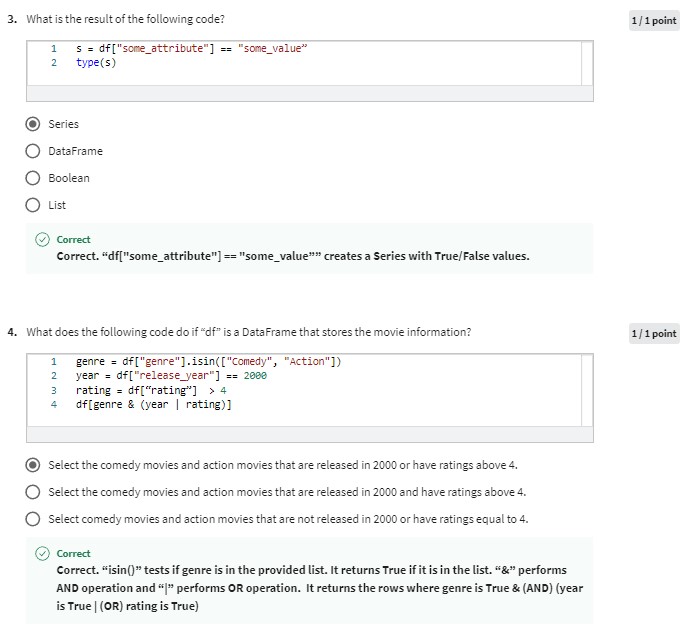 3. What is the result of the following code?
1 / 1 point
1 s = df["some_attribute"] == "some_value”
2 type(s)
Series
DataFrame
Boolean
List
Correct
Correct. “df["some_attribute"] == "some_value”” creates a Series with True/False values.
4. What does the following code do if “df” is a DataFrame that stores the movie information?
1 / 1 point
1 genre = df["genre"].isin(["Comedy", "Action"])
2 year = df["release_year"] == 2000
3 rating = df[“rating”] > 4
4 df[genre & (year | rating)]
Select the comedy movies and action movies that are released in 2000 or have ratings above 4.
Select the comedy movies and action movies that are released in 2000 and have ratings above 4.
Select comedy movies and action movies that are not released in 2000 or have ratings equal to 4.
Correct
Correct. “isin()” tests if genre is in the provided list. It returns True if it is in the list. “&” performs
AND operation and “|” performs OR operation. It returns the rows where genre is True & (AND) (year
is True | (OR) rating is True)